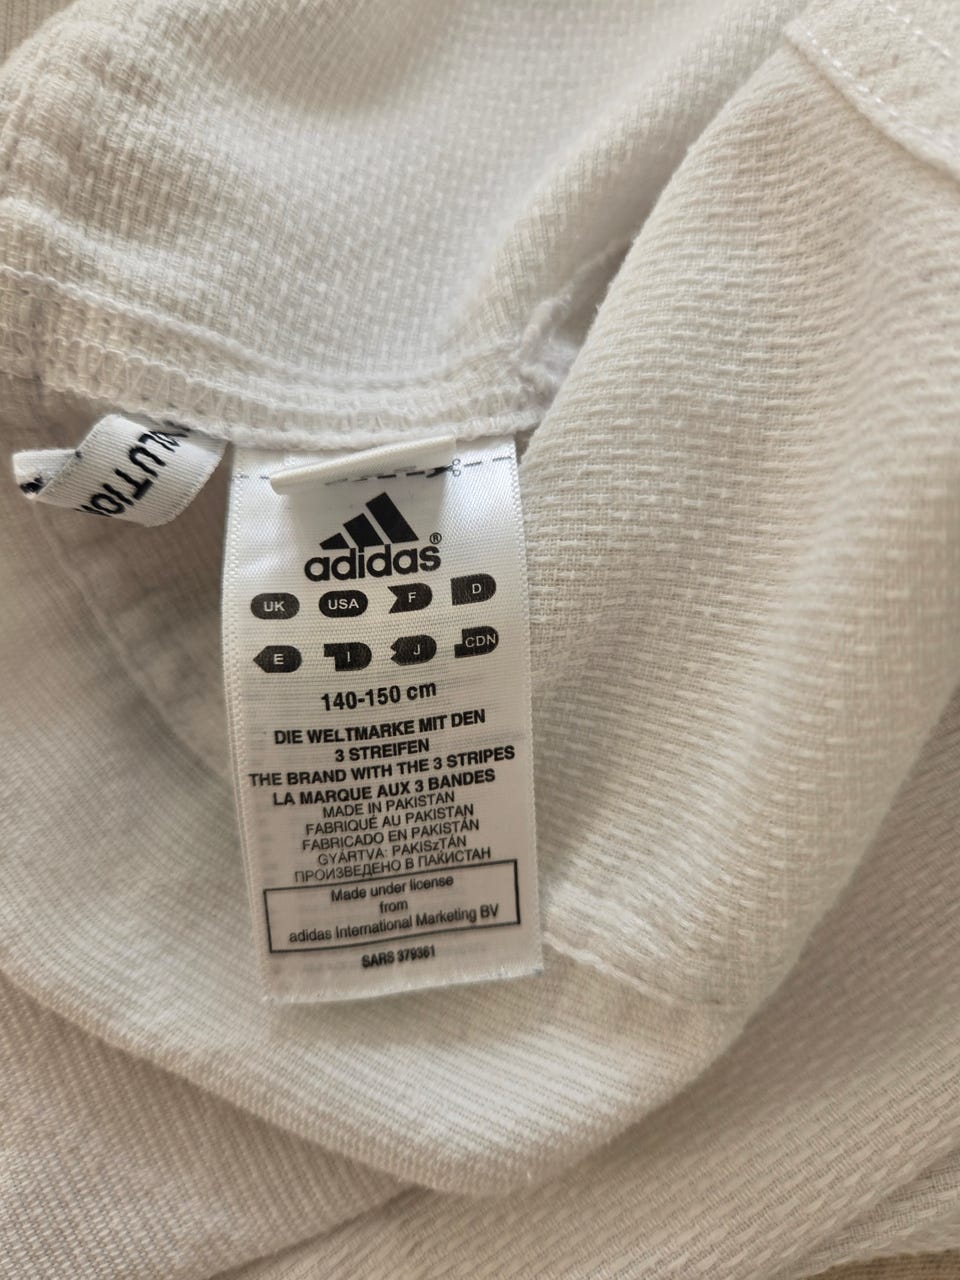 adidas®
UK USA F D
E I J CDN
140-150 cm
DIE WELTMARKE MIT DEN
3 STREIFEN
THE BRAND WITH THE 3 STRIPES
LA MARQUE AUX 3 BANDES
MADE IN PAKISTAN
FABRIQUÉ AU PAKISTAN
FABRICADO EN PAKISTÁN
GYÁRTVA: PAKISzTÁN
ПРОИЗВЕДЕНО В ПАКИСТАН
Made under license
from
adidas International Marketing BV
SARS 379361